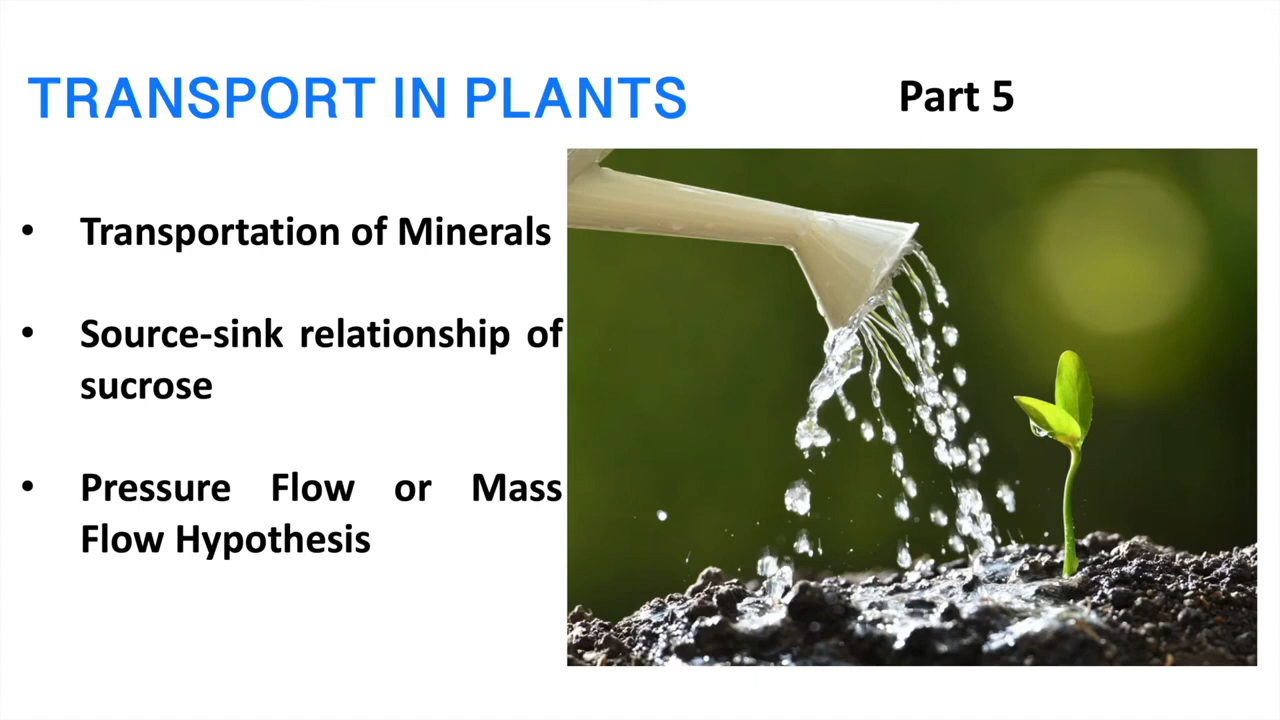 TRANSPORT IN PLANTS
Part 5
• Transportation of Minerals
• Source-sink relationship of
sucrose
• Pressure Flow or Mass
Flow Hypothesis